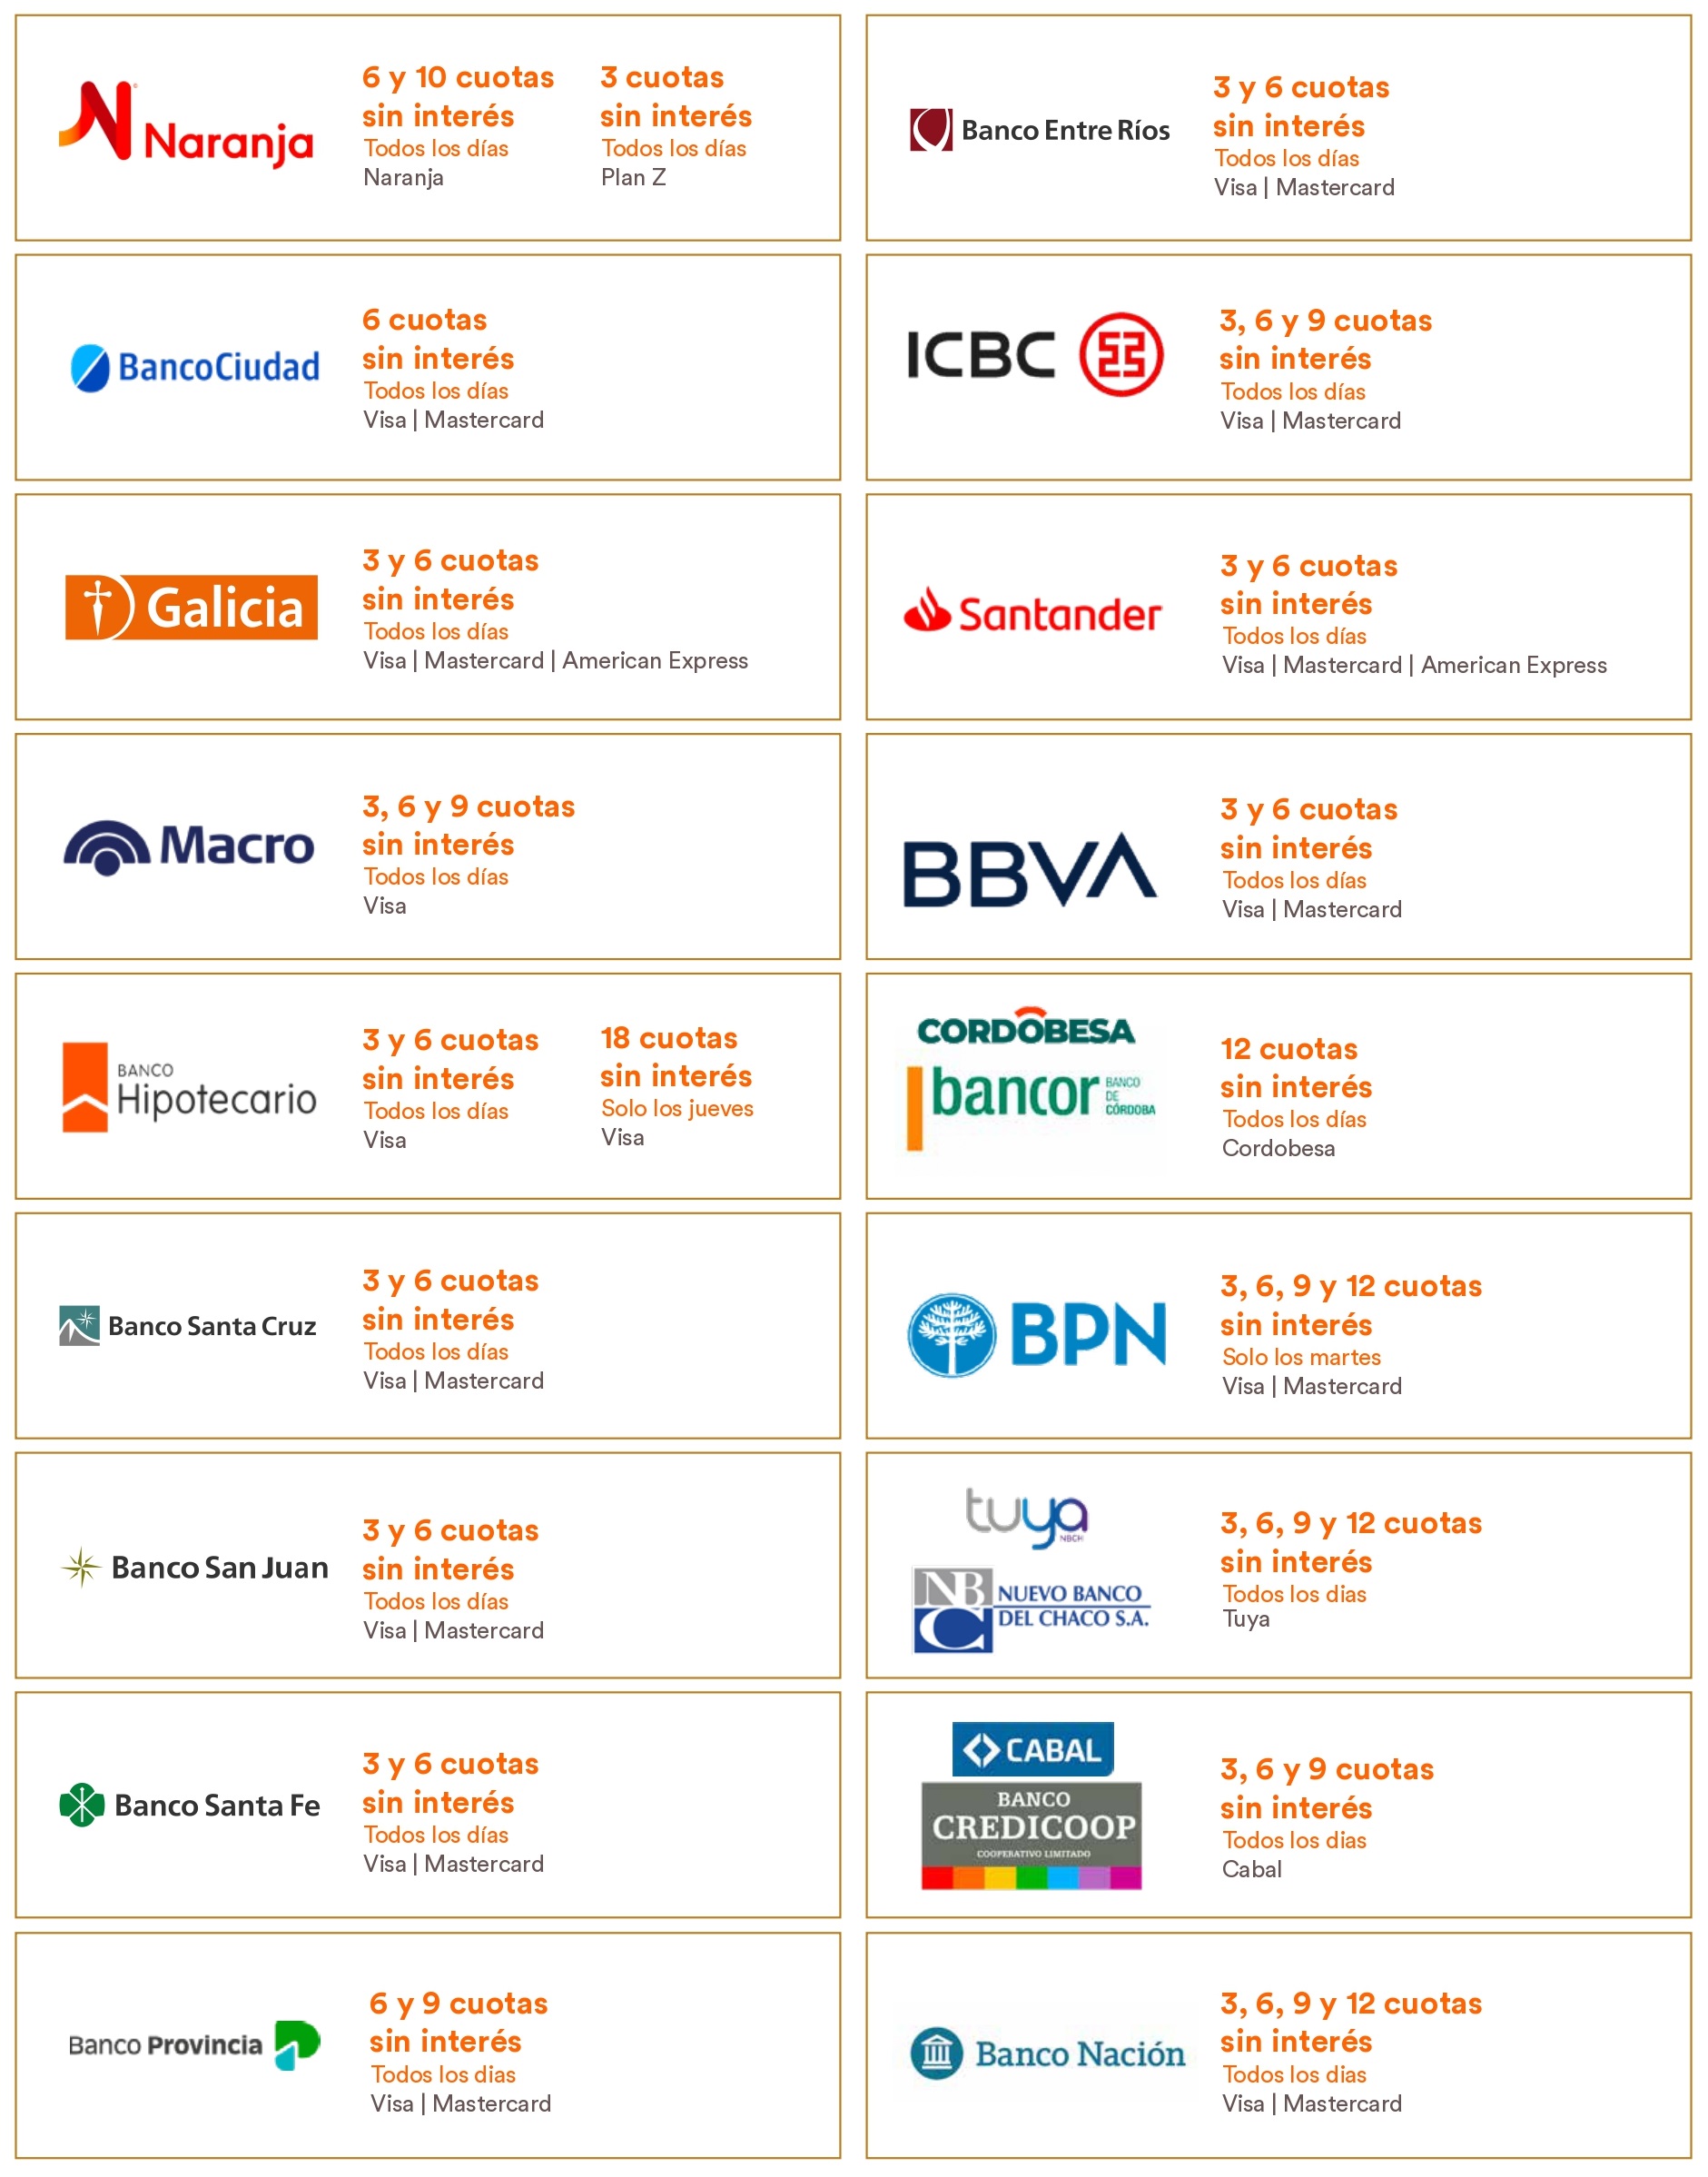 Naranja
6 y 10 cuotas
sin interés
Todos los días
Naranja
3 cuotas
sin interés
Todos los días
Plan Z
Banco Entre Ríos
3 y 6 cuotas
sin interés
Todos los días
Visa | Mastercard
BancoCiudad
6 cuotas
sin interés
Todos los días
Visa | Mastercard
ICBC
3, 6 y 9 cuotas
sin interés
Todos los días
Visa | Mastercard
Galicia
3 y 6 cuotas
sin interés
Todos los días
Visa | Mastercard | American Express
Santander
3 y 6 cuotas
sin interés
Todos los días
Visa | Mastercard | American Express
Macro
3, 6 y 9 cuotas
sin interés
Todos los días
Visa
BBVA
3 y 6 cuotas
sin interés
Todos los días
Visa | Mastercard
BANCO
Hipotecario
3 y 6 cuotas
sin interés
Todos los días
Visa
18 cuotas
sin interés
Solo los jueves
Visa
CORDOBESA
bancor
BANCO
DE
CÓRDOBA
12 cuotas
sin interés
Todos los días
Cordobesa
Banco Santa Cruz
3 y 6 cuotas
sin interés
Todos los días
Visa | Mastercard
BPN
3, 6, 9 y 12 cuotas
sin interés
Solo los martes
Visa | Mastercard
Banco San Juan
3 y 6 cuotas
sin interés
Todos los días
Visa | Mastercard
tuya
NBCH
NBC
NUEVO BANCO
DEL CHACO S.A.
3, 6, 9 y 12 cuotas
sin interés
Todos los dias
Tuya
Banco Santa Fe
3 y 6 cuotas
sin interés
Todos los días
Visa | Mastercard
CABAL
BANCO
CREDICOOP
COOPERATIVO LIMITADO
3, 6 y 9 cuotas
sin interés
Todos los dias
Cabal
Banco Provincia
6 y 9 cuotas
sin interés
Todos los dias
Visa | Mastercard
Banco Nación
3, 6, 9 y 12 cuotas
sin interés
Todos los dias
Visa | Mastercard